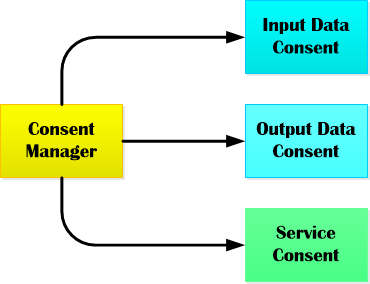 Input Data
Consent
Consent
Manager
Output Data
Consent
Service
Consent